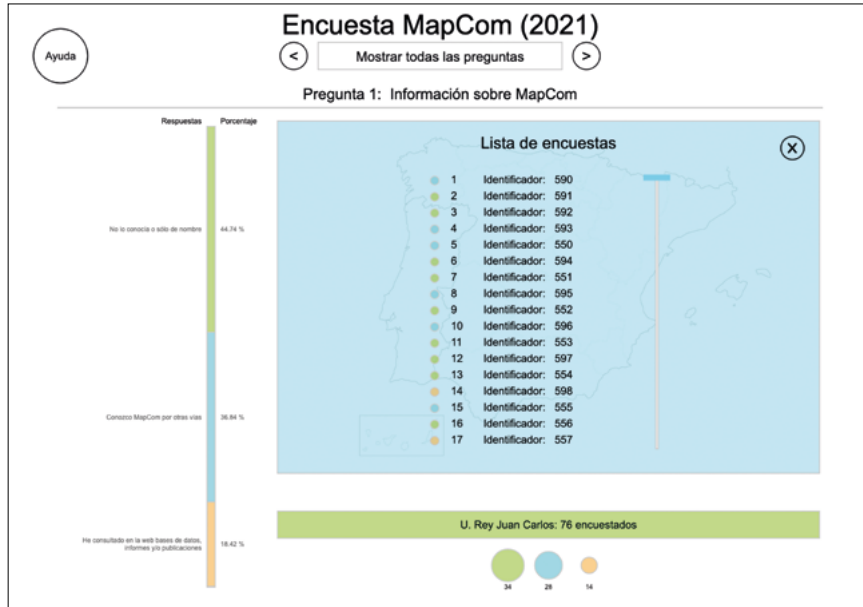 Encuesta MapCom (2021)
Ayuda
< Mostrar todas las preguntas >
Pregunta 1: Información sobre MapCom
Respuestas Porcentaje
No lo conocía o sólo de nombre 44.74 %
Conozco MapCom por otras vías 36.84 %
He consultado en la web bases de datos,
informes y/o publicaciones 18.42 %
Lista de encuestas X
1 Identificador: 590
2 Identificador: 591
3 Identificador: 592
4 Identificador: 593
5 Identificador: 550
6 Identificador: 594
7 Identificador: 551
8 Identificador: 595
9 Identificador: 552
10 Identificador: 596
11 Identificador: 553
12 Identificador: 597
13 Identificador: 554
14 Identificador: 598
15 Identificador: 555
16 Identificador: 556
17 Identificador: 557
U. Rey Juan Carlos: 76 encuestados
34 28 14